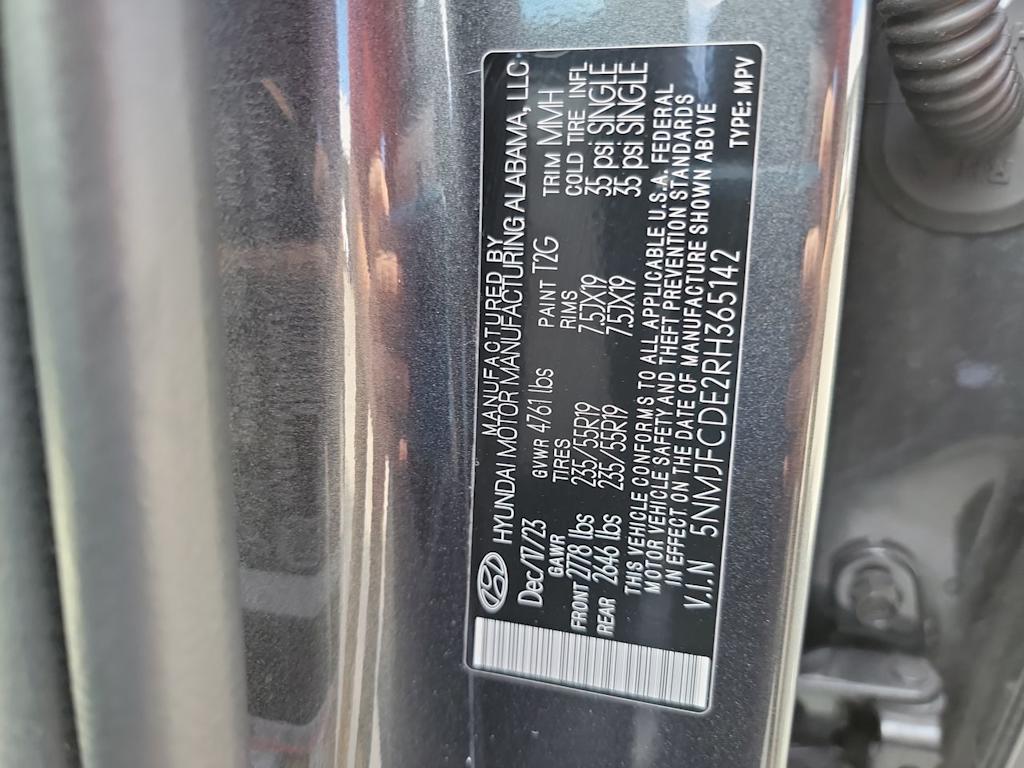 MANUFACTURED BY
HYUNDAI MOTOR MANUFACTURING ALABAMA, LLC
Dec/17/23 GVWR 4761 lbs PAINT T2G TRIM MMH
GAWR TIRES RIMS COLD TIRE INFL
FRONT 2778 lbs 235/55R19 7.5JX19 35 psi: SINGLE
REAR 2646 lbs 235/55R19 7.5JX19 35 psi: SINGLE
THIS VEHICLE CONFORMS TO ALL APPLICABLE U.S.A. FEDERAL
MOTOR VEHICLE SAFETY AND THEFT PREVENTION STANDARDS
IN EFFECT ON THE DATE OF MANUFACTURE SHOWN ABOVE
V.I.N 5NMJFCDE2RH365142 TYPE: MPV